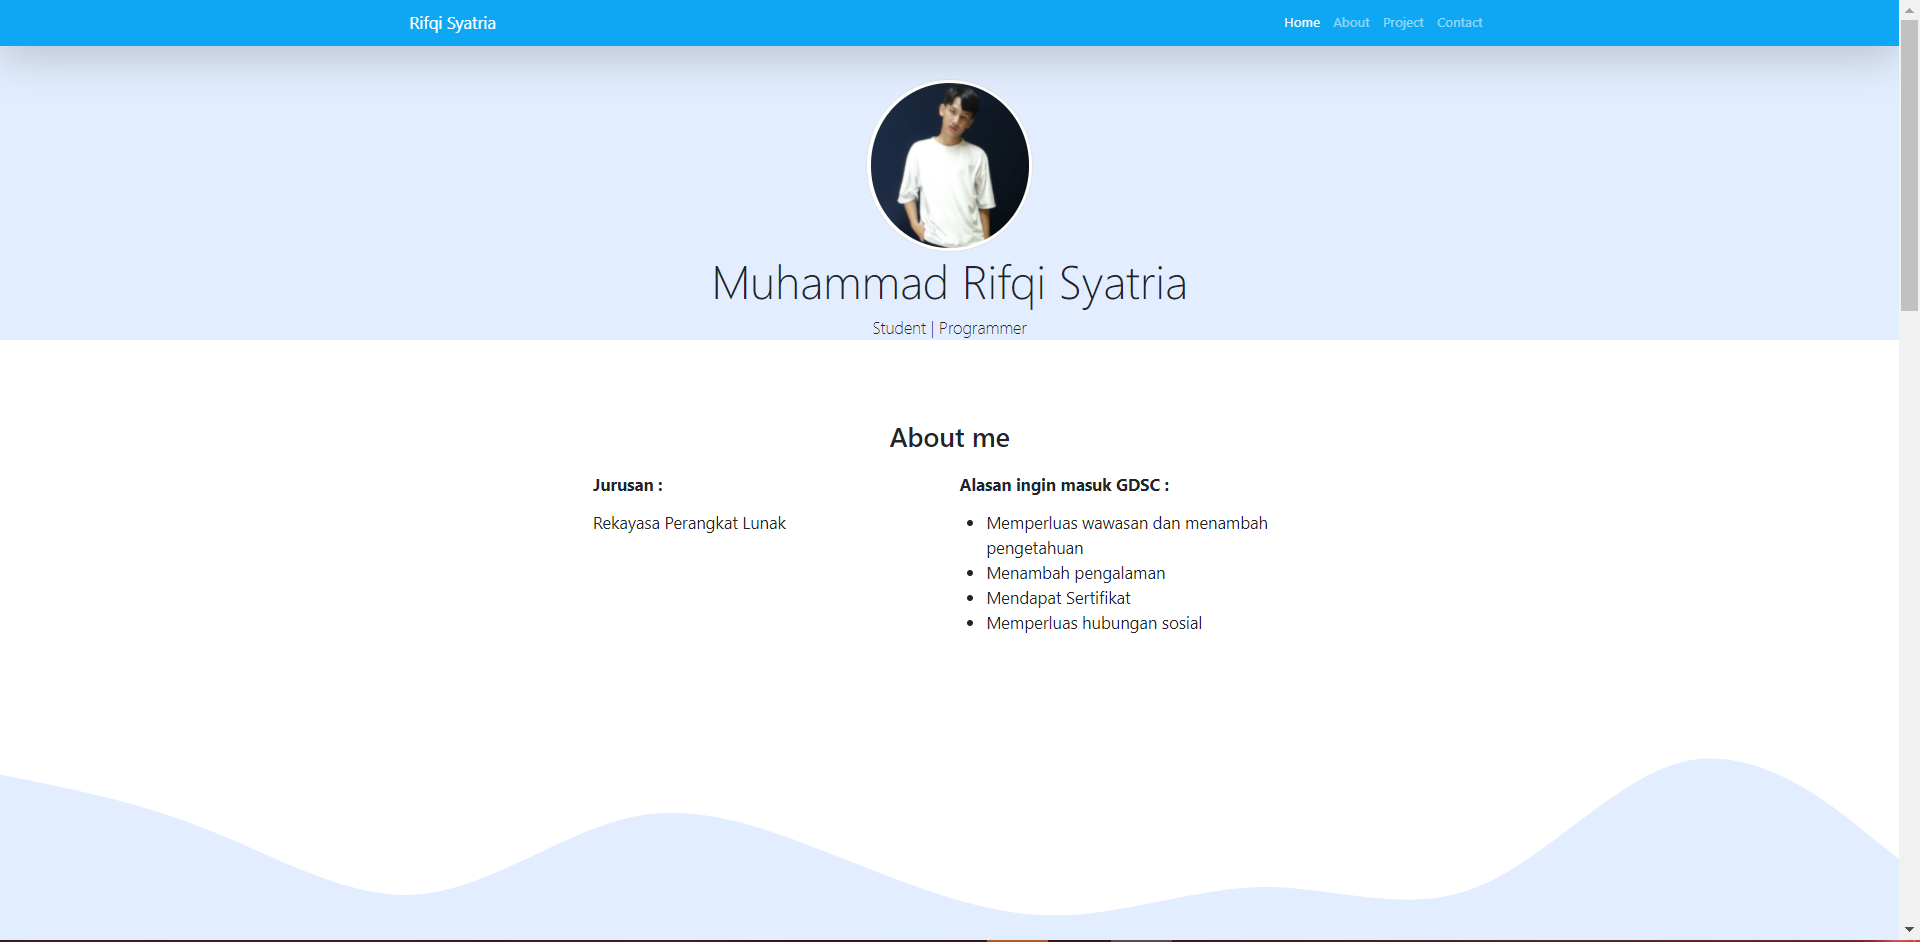 Rifqi Syatria
Home About Project Contact
Muhammad Rifqi Syatria
Student | Programmer
About me
Jurusan :
Rekayasa Perangkat Lunak
Alasan ingin masuk GDSC :
Memperluas wawasan dan menambah
pengetahuan
Menambah pengalaman
Mendapat Sertifikat
Memperluas hubungan sosial